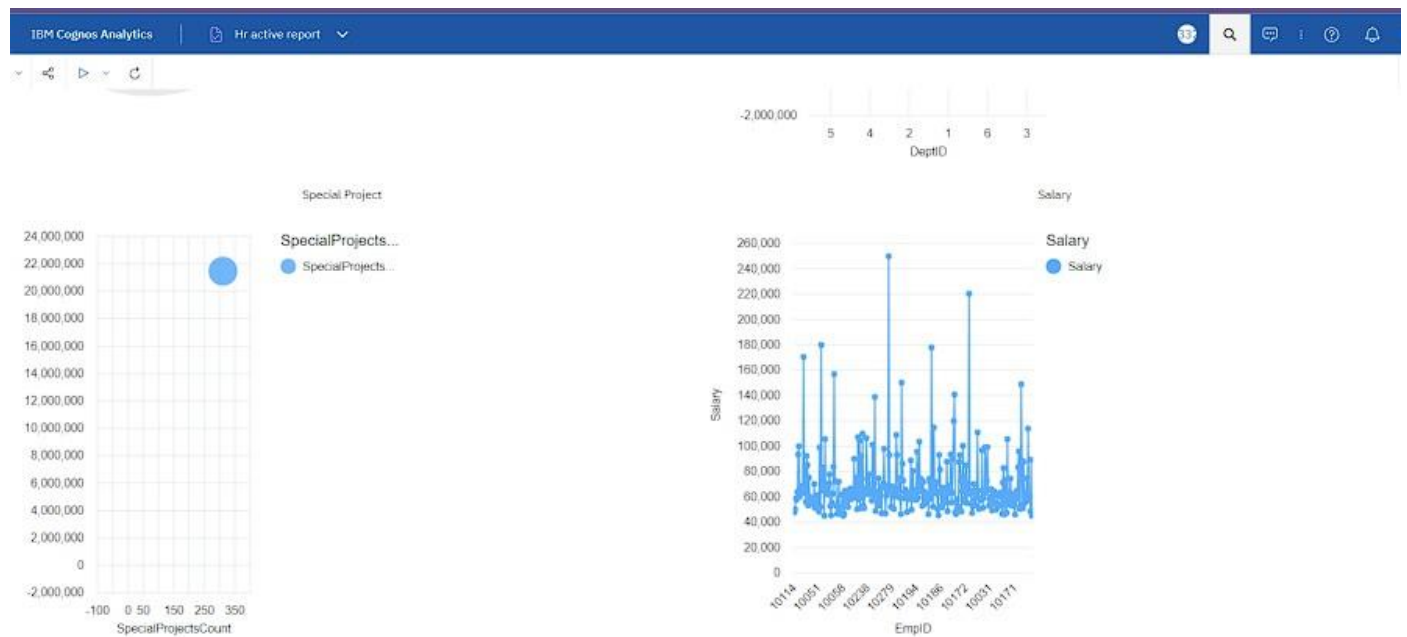 IBM Cognos Analytics
Hr active report
-2,000,000
5 4 2 1 6 3
DeptID
Special Project
24,000,000
22,000,000
20,000,000
18,000,000
16,000,000
14,000,000
12,000,000
10,000,000
8,000,000
6,000,000
4,000,000
2,000,000
0
-2,000,000
-100 0 50 150 250 350
SpecialProjectsCount
SpecialProjects...
SpecialProjects...
Salary
260,000
240,000
220,000
200,000
180,000
160,000
140,000
120,000
100,000
80,000
60,000
40,000
20,000
0
Salary
10114 10051 10058 10238 10279 10194 10186 10172 10031 10171
EmpID
Salary
Salary